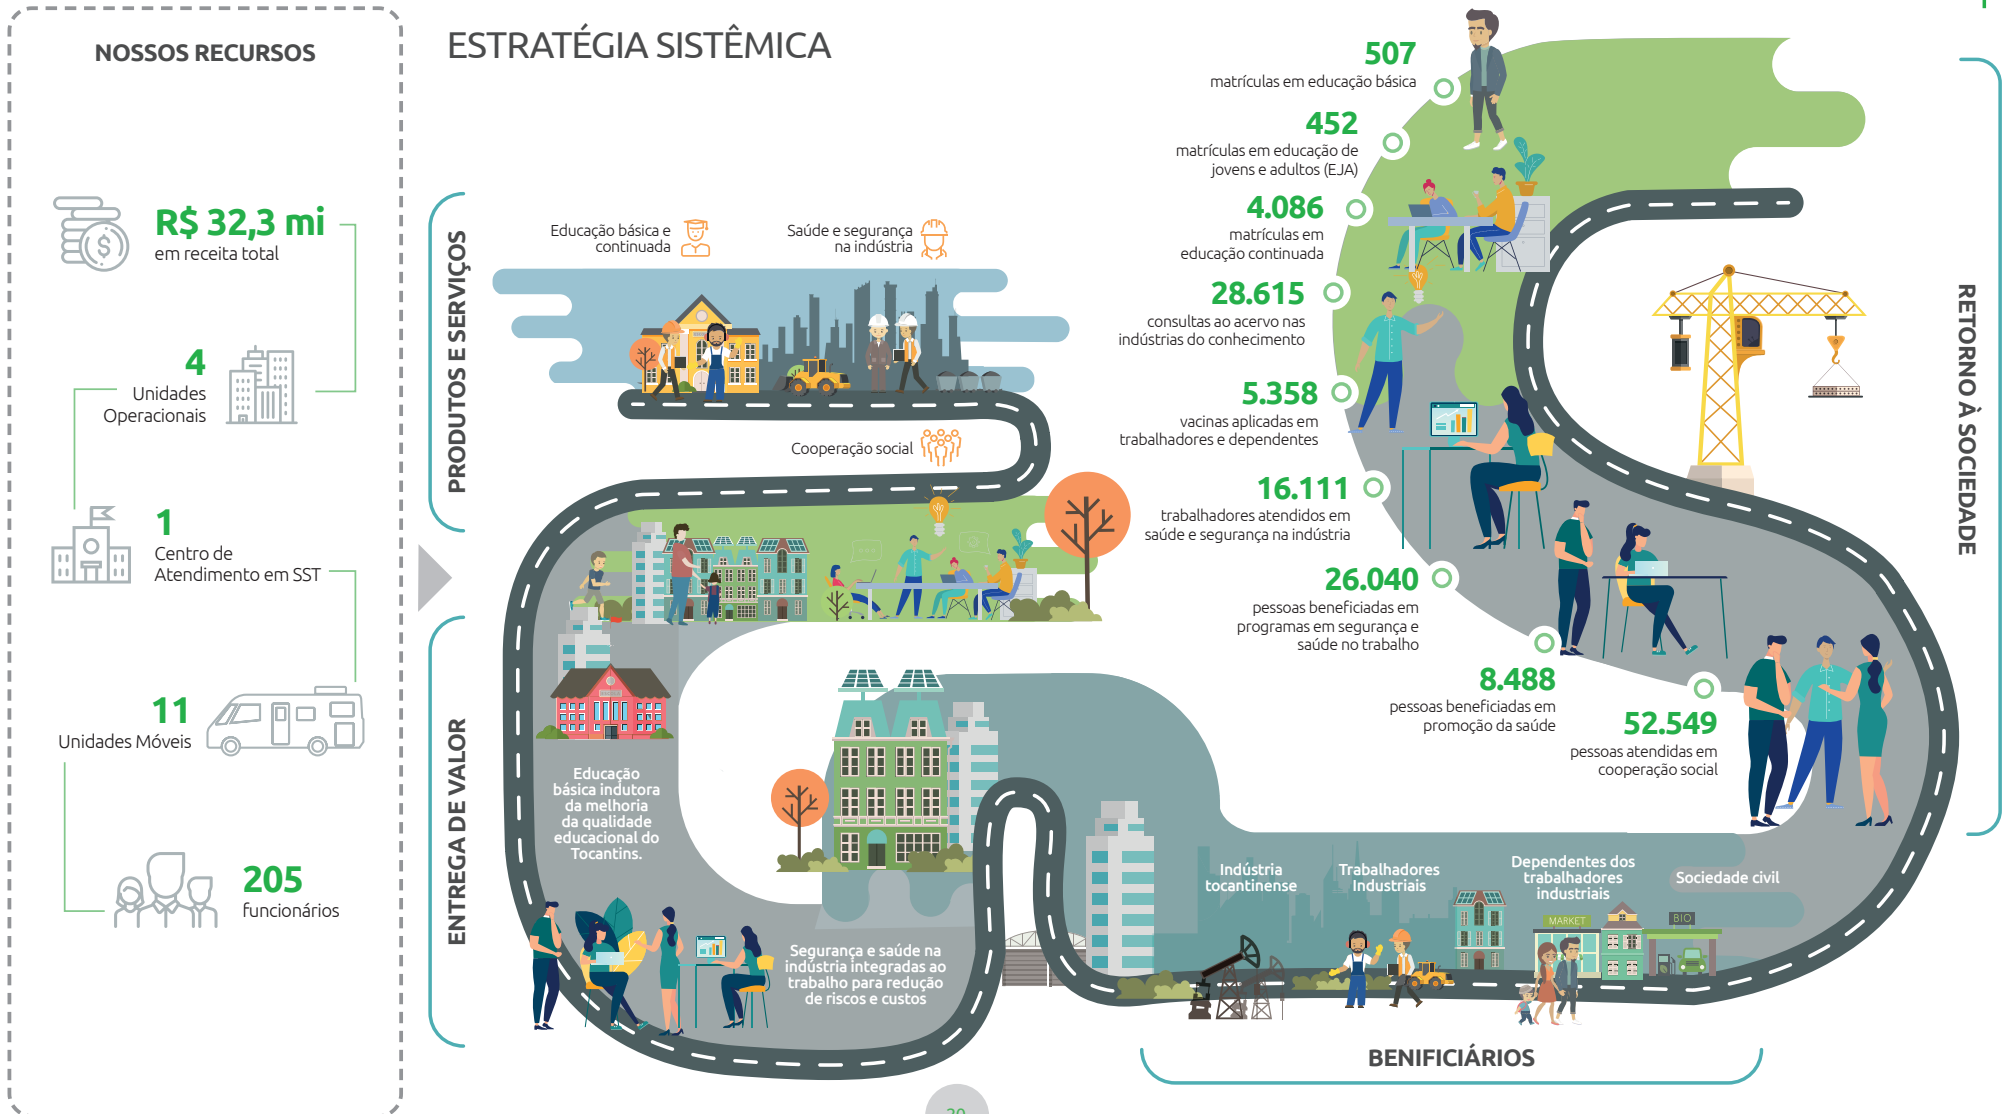 NOSSOS RECURSOS
R$ 32,3 mi
em receita total
4
Unidades
Operacionais
1
Centro de
Atendimento em SST
11
Unidades Móveis
205
funcionários
ESTRATÉGIA SISTÊMICA
PRODUTOS E SERVIÇOS
Educação básica e
continuada
Saúde e segurança
na indústria
Cooperação social
ENTREGA DE VALOR
Educação
básica indutora
da melhoria
da qualidade
educacional do
Tocantins.
Segurança e saúde na
indústria integradas ao
trabalho para redução
de riscos e custos
Indústria
tocantinense
Trabalhadores
Industriais
Dependentes dos
trabalhadores
industriais
Sociedade civil
MARKET
BIO
BENIFICIÁRIOS
RETORNO À SOCIEDADE
507
matrículas em educação básica
452
matrículas em educação de
jovens e adultos (EJA)
4.086
matrículas em
educação continuada
28.615
consultas ao acervo nas
indústrias do conhecimento
5.358
vacinas aplicadas em
trabalhadores e dependentes
16.111
trabalhadores atendidos em
saúde e segurança na indústria
26.040
pessoas beneficiadas em
programas em segurança e
saúde no trabalho
8.488
pessoas beneficiadas em
promoção da saúde
52.549
pessoas atendidas em
cooperação social